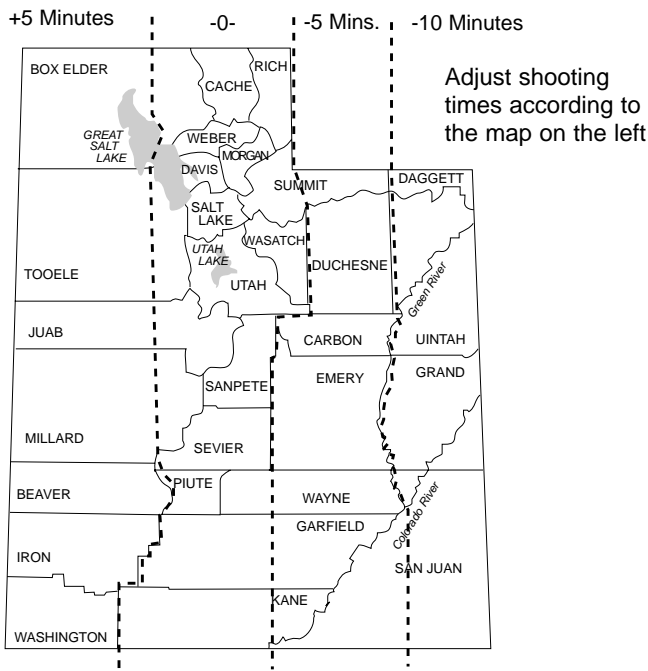 +5 Minutes -0- -5 Mins. -10 Minutes
Adjust shooting
times according to
the map on the left
BOX ELDER
RICH
CACHE
GREAT
SALT
LAKE
WEBER
MORGAN
DAVIS
SUMMIT
DAGGETT
SALT
LAKE
WASATCH
UTAH
LAKE
TOOELE
UTAH
DUCHESNE
Green River
JUAB
CARBON
UINTAH
SANPETE
EMERY
GRAND
MILLARD
SEVIER
PIUTE
BEAVER
WAYNE
GARFIELD
Colorado River
IRON
SAN JUAN
KANE
WASHINGTON